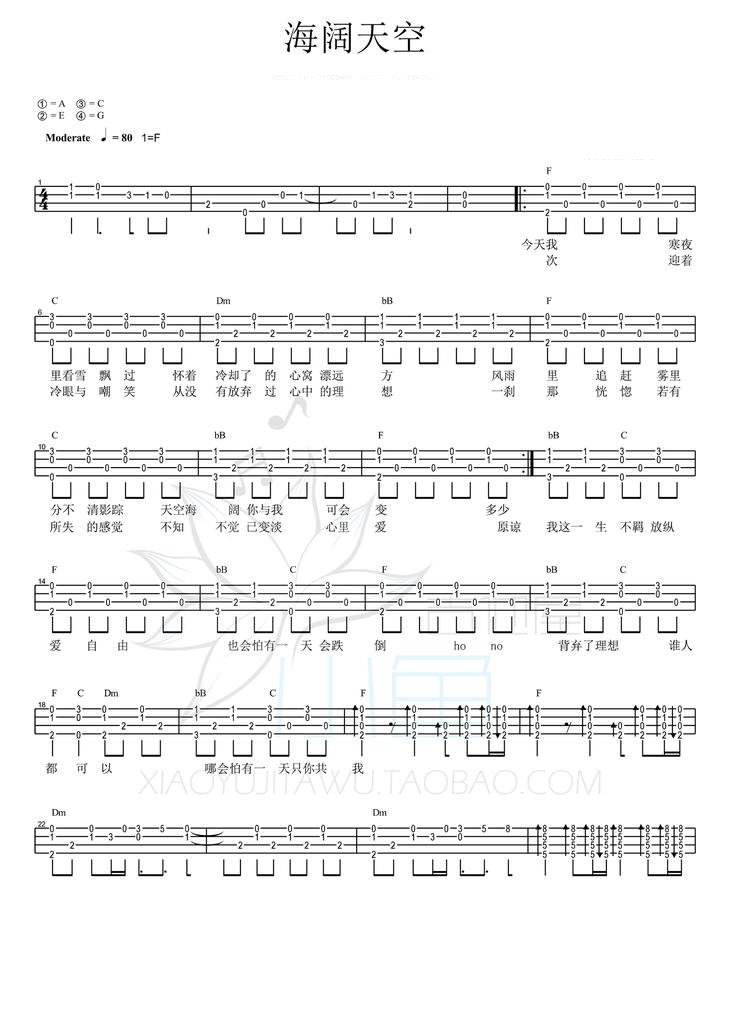 海阔天空
① = A ③ = C
② = E ④ = G
Moderate ♩ = 80 1=F
F
今天我 寒夜
次 迎着
C Dm bB F
里看雪 飘 过 怀着 冷却了 的 心窝 漂远 方 风雨 里 追 赶 雾里
冷眼与 嘲 笑 从没 有放弃 过 心中 的理 想 一刹 那 恍 惚 若有
C bB F bB C
分不 清影踪 天空海 阔 你与我 可会 变 多少
所失 的感觉 不知 不觉 已变淡 心里 爱 原谅 我这一 生 不羁 放纵
F bB C F bB C
爱 自 由 也会怕有 一 天 会跌 倒 ho no 背弃了 理想 谁人
F C Dm bB C F F
都 可 以 哪会怕有 一 天只你共 我
XIAOYUJITAWU.TAOBAO.COM
Dm Dm